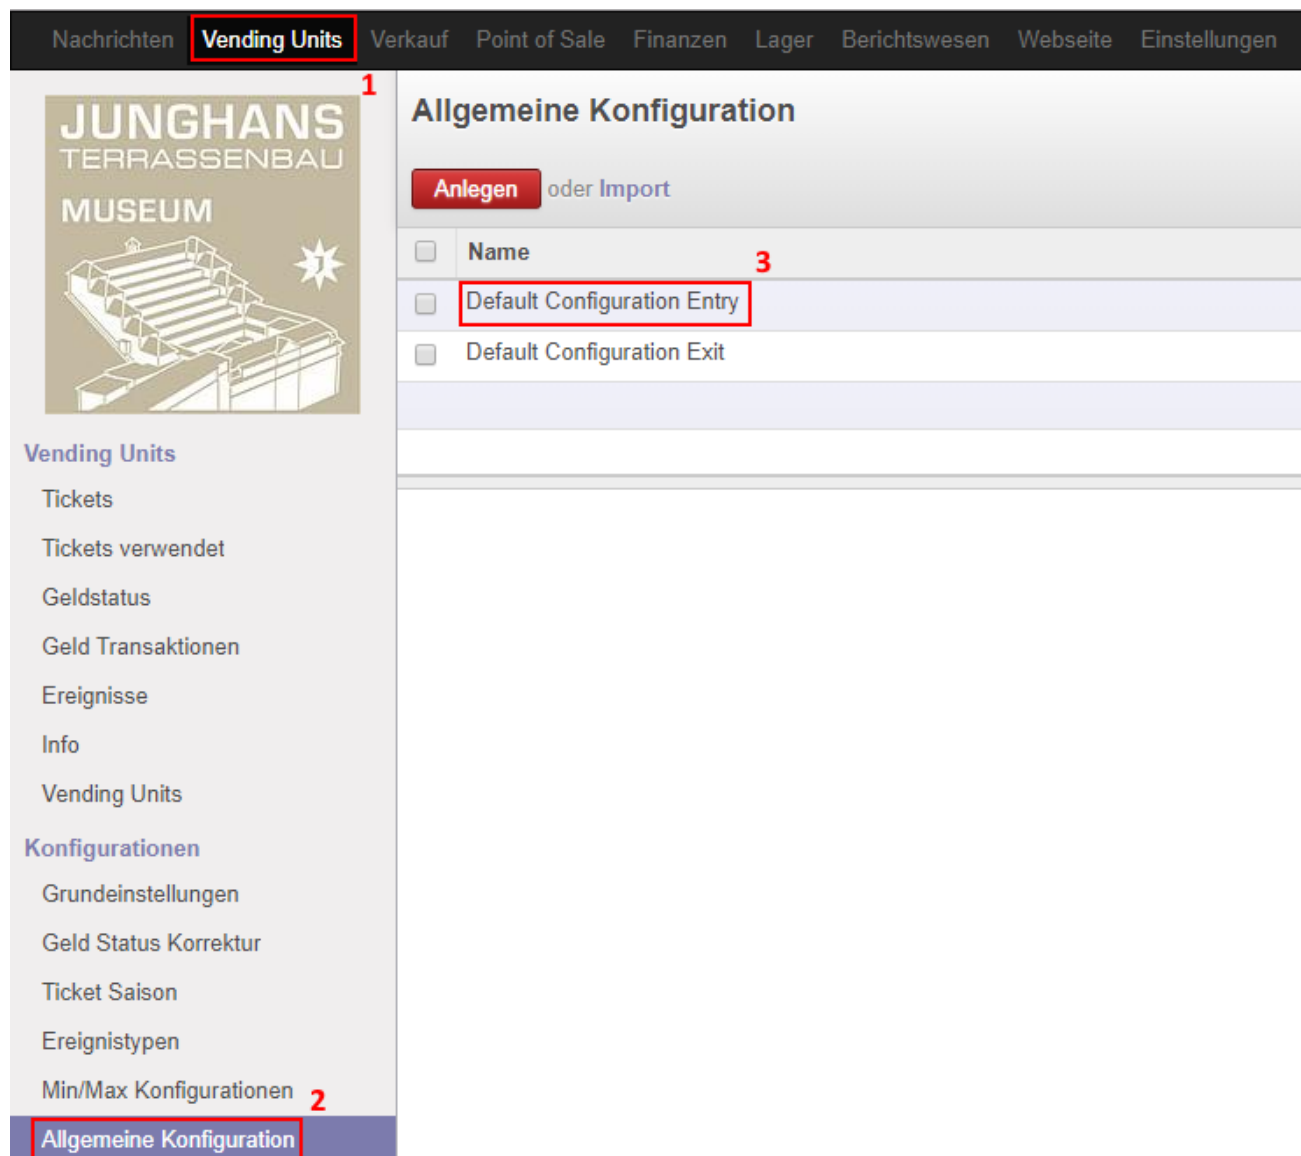 Nachrichten Vending Units Verkauf Point of Sale Finanzen Lager Berichtswesen Webseite Einstellungen
1
JUNGHANS
TERRASSENBAU
MUSEUM
J
Allgemeine Konfiguration
Anlegen oder Import
Name
3
Default Configuration Entry
Default Configuration Exit
Vending Units
Tickets
Tickets verwendet
Geldstatus
Geld Transaktionen
Ereignisse
Info
Vending Units
Konfigurationen
Grundeinstellungen
Geld Status Korrektur
Ticket Saison
Ereignistypen
Min/Max Konfigurationen
2
Allgemeine Konfiguration